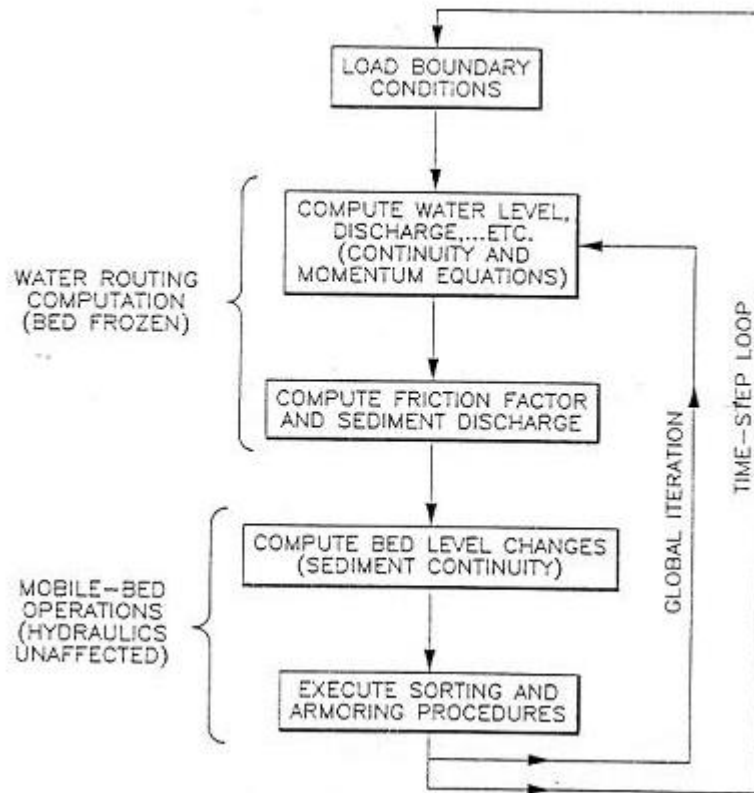 LOAD BOUNDARY
CONDITIONS
COMPUTE WATER LEVEL,
DISCHARGE,...ETC.
(CONTINUITY AND
MOMENTUM EQUATIONS)
WATER ROUTING
COMPUTATION
(BED FROZEN)
COMPUTE FRICTION FACTOR
AND SEDIMENT DISCHARGE
COMPUTE BED LEVEL CHANGES
(SEDIMENT CONTINUITY)
MOBILE-BED
OPERATIONS
(HYDRAULICS
UNAFFECTED)
EXECUTE SORTING AND
ARMORING PROCEDURES
GLOBAL ITERATION
TIME-STEP LOOP